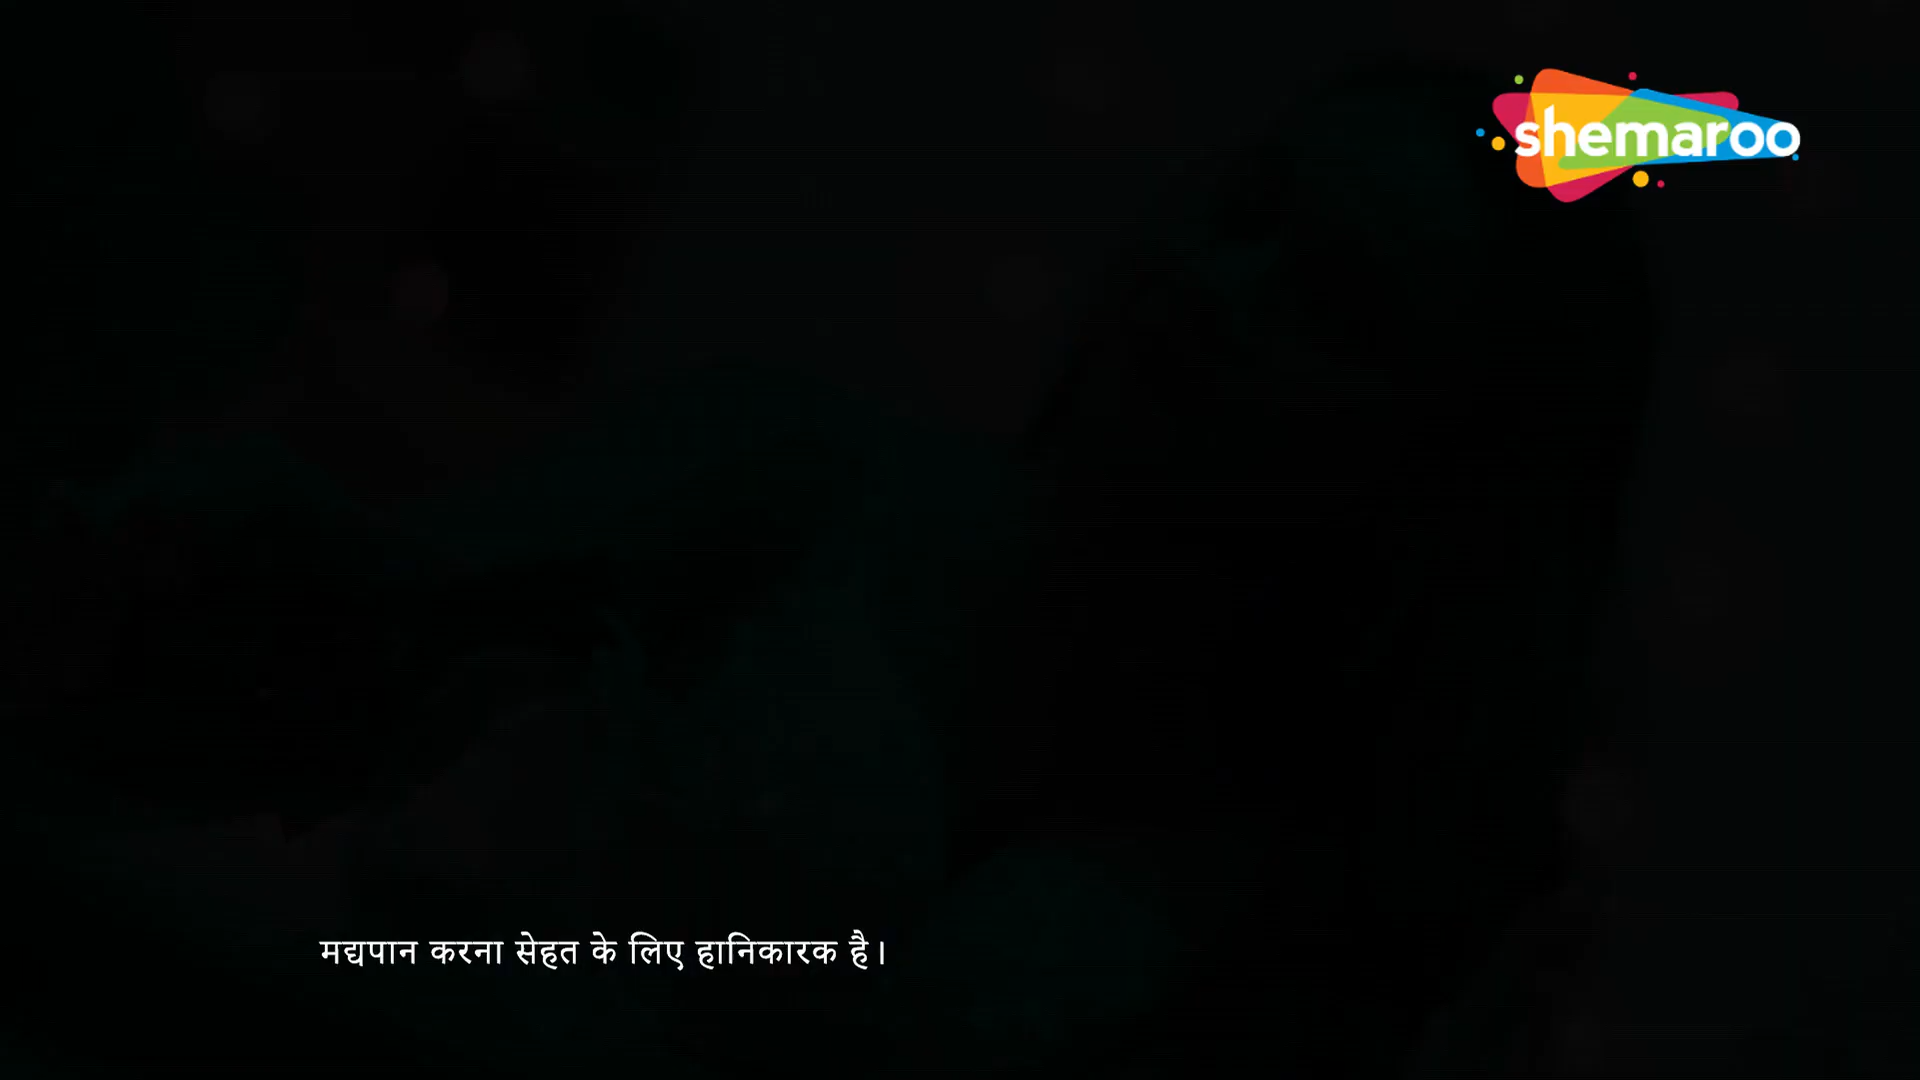 shemaroo
मद्यपान करना सेहत के लिए हानिकारक है।